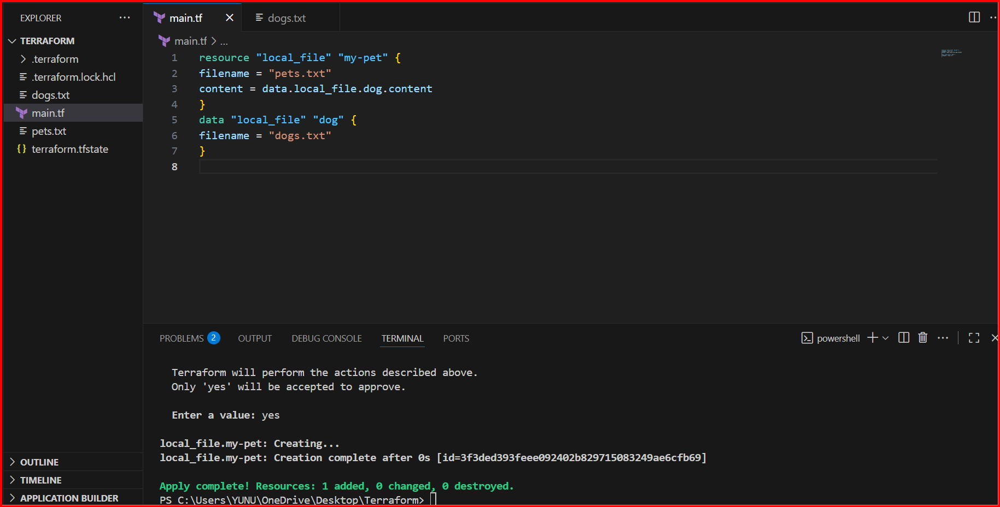 EXPLORER
TERRAFORM
.terraform
.terraform.lock.hcl
dogs.txt
main.tf
pets.txt
{} terraform.tfstate
OUTLINE
TIMELINE
APPLICATION BUILDER
main.tf
dogs.txt
main.tf > ...
1 resource "local_file" "my-pet" {
2 filename = "pets.txt"
3 content = data.local_file.dog.content
4 }
5 data "local_file" "dog" {
6 filename = "dogs.txt"
7 }
8
PROBLEMS 2 OUTPUT DEBUG CONSOLE TERMINAL PORTS
powershell
Terraform will perform the actions described above.
Only 'yes' will be accepted to approve.
Enter a value: yes
local_file.my-pet: Creating...
local_file.my-pet: Creation complete after 0s [id=3f3ded393feee092402b829715083249ae6cfb69]
Apply complete! Resources: 1 added, 0 changed, 0 destroyed.
PS C:\Users\YUNU\OneDrive\Desktop\Terraform>